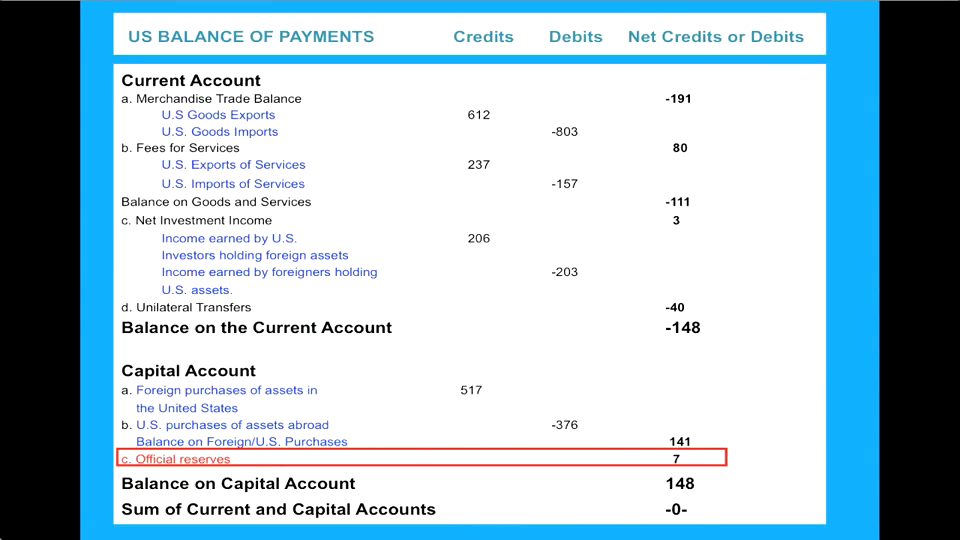 US BALANCE OF PAYMENTS Credits Debits Net Credits or Debits
Current Account
a. Merchandise Trade Balance -191
U.S Goods Exports 612
U.S. Goods Imports -803
b. Fees for Services 80
U.S. Exports of Services 237
U.S. Imports of Services -157
Balance on Goods and Services -111
c. Net Investment Income 3
Income earned by U.S. 206
Investors holding foreign assets
Income earned by foreigners holding -203
U.S. assets.
d. Unilateral Transfers -40
Balance on the Current Account -148
Capital Account
a. Foreign purchases of assets in 517
the United States
b. U.S. purchases of assets abroad -376
Balance on Foreign/U.S. Purchases 141
c. Official reserves 7
Balance on Capital Account 148
Sum of Current and Capital Accounts -0-